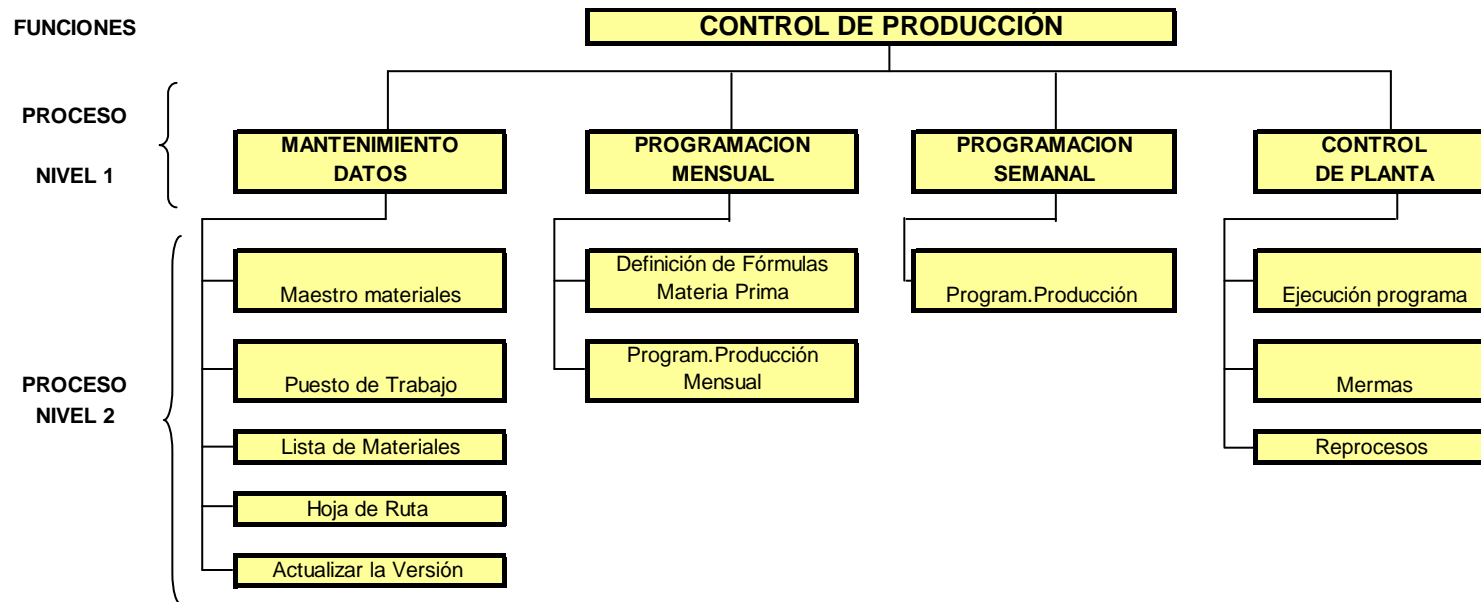 FUNCIONES
CONTROL DE PRODUCCIÓN
PROCESO
NIVEL 1
MANTENIMIENTO
DATOS
PROGRAMACION
MENSUAL
PROGRAMACION
SEMANAL
CONTROL
DE PLANTA
PROCESO
NIVEL 2
Maestro materiales
Puesto de Trabajo
Lista de Materiales
Hoja de Ruta
Actualizar la Versión
Definición de Fórmulas
Materia Prima
Program.Producción
Mensual
Program.Producción
Ejecución programa
Mermas
Reprocesos